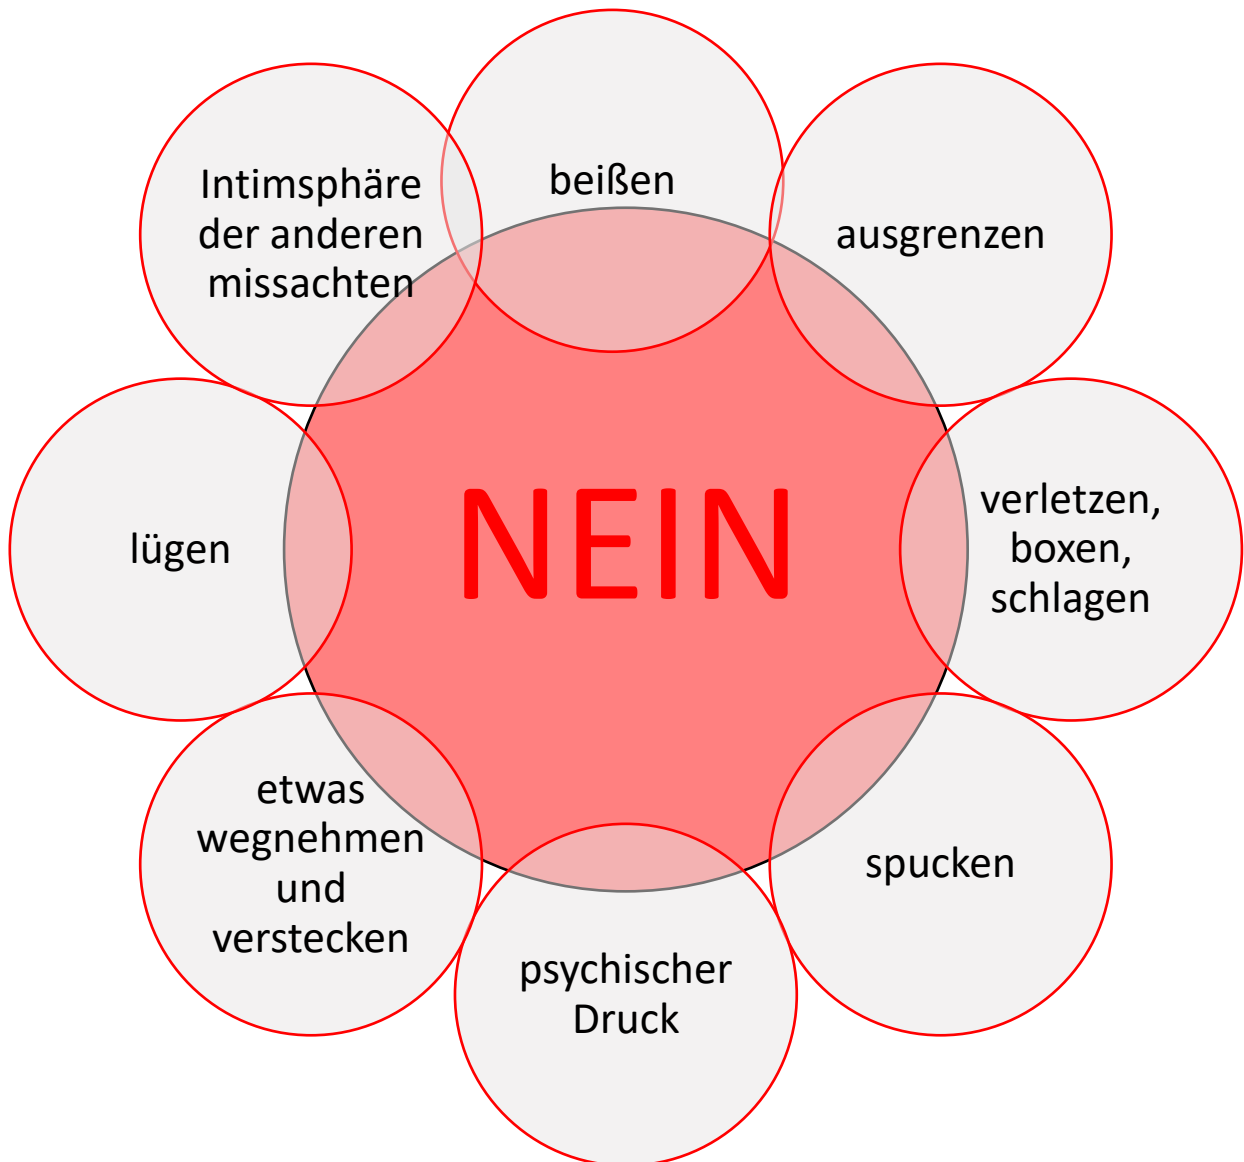 beißen
ausgrenzen
verletzen,
boxen,
schlagen
spucken
psychischer
Druck
etwas
wegnehmen
und
verstecken
lügen
Intimsphäre
der anderen
missachten
NEIN